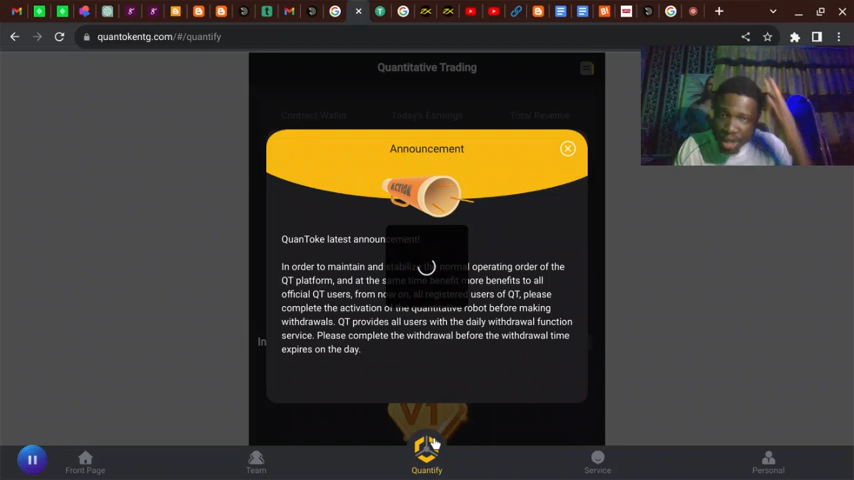 quantokentg.com/#/quantify
Quantitative Trading
Contract Wallet Today's Earnings Total Revenue
Announcement
ACTION
QuanToke latest announcement!
In order to maintain and stabilize the normal operating order of the
QT platform, and at the same time benefit more benefits to all
official QT users, from now on, all registered users of QT, please
complete the activation of the quantitative robot before making
withdrawals. QT provides all users with the daily withdrawal function
service. Please complete the withdrawal before the withdrawal time
expires on the day.
In
V1
Front Page Team Quantify Service Personal